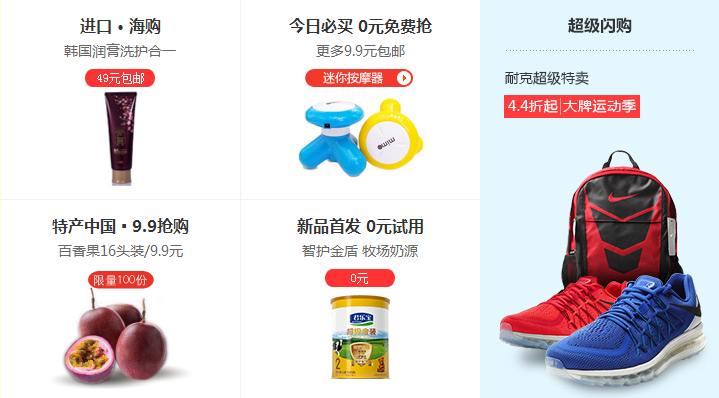 进口 • 海购
韩国润膏洗护合一
49元包邮
今日必买 0元免费抢
更多9.9元包邮
迷你按摩器
mimo
超级闪购
耐克超级特卖
4.4折起|大牌运动季
特产中国 • 9.9抢购
百香果16头装/9.9元
限量100份
新品首发 0元试用
智护金盾 牧场奶源
0元
君乐宝
2